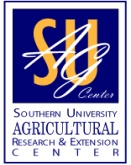 SU
AG
Center
SOUTHERN UNIVERSITY
AGRICULTURAL
RESEARCH & EXTENSION
CENTER